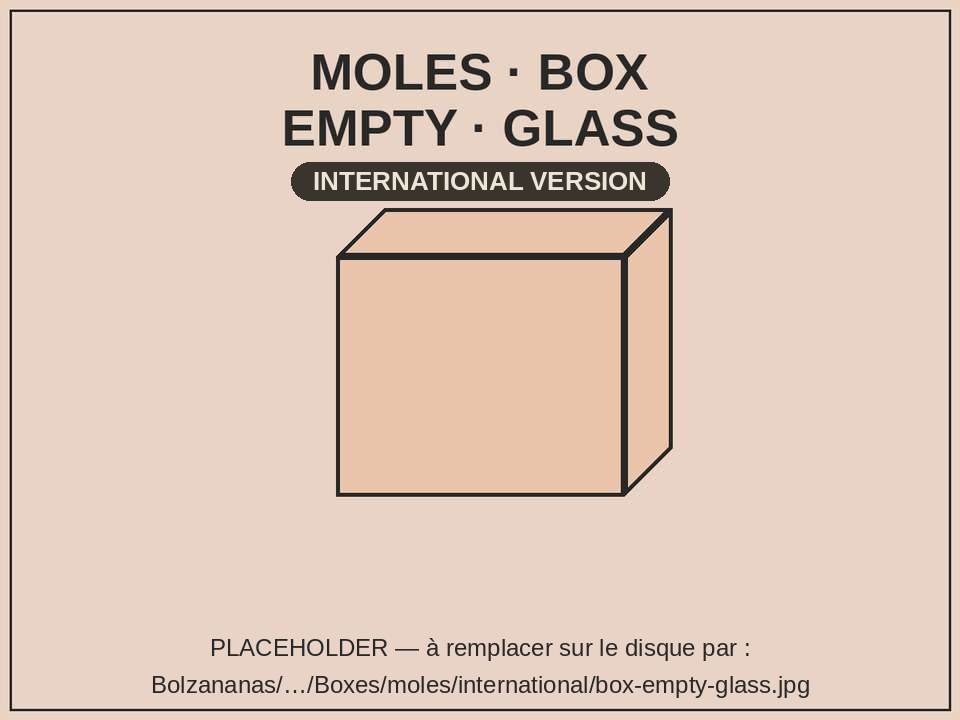 MOLES · BOX
EMPTY · GLASS
INTERNATIONAL VERSION
PLACEHOLDER — à remplacer sur le disque par :
Bolzananas/…/Boxes/moles/international/box-empty-glass.jpg